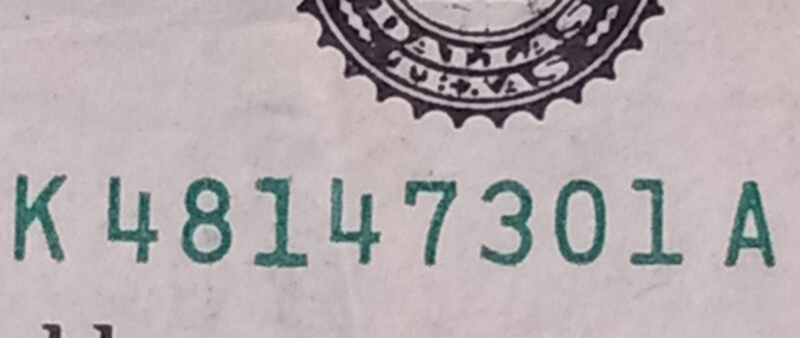 DALLAS
TEXAS
K 48147301 A